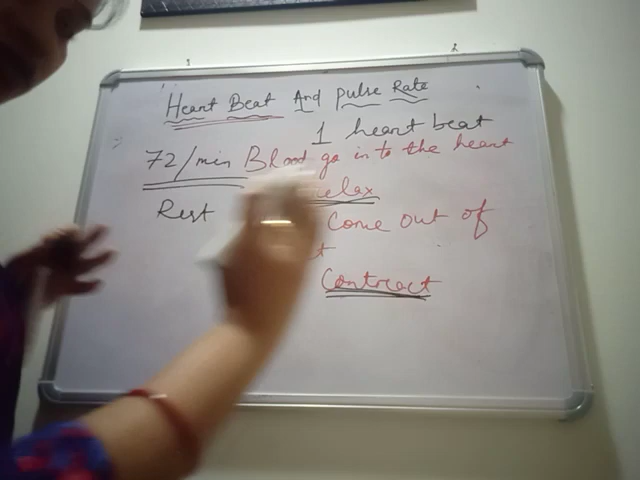 Heart Beat And pulse Rate
1 heart beat
72/min Blood go in to the heart
relax
Rest
Come out of
Contract